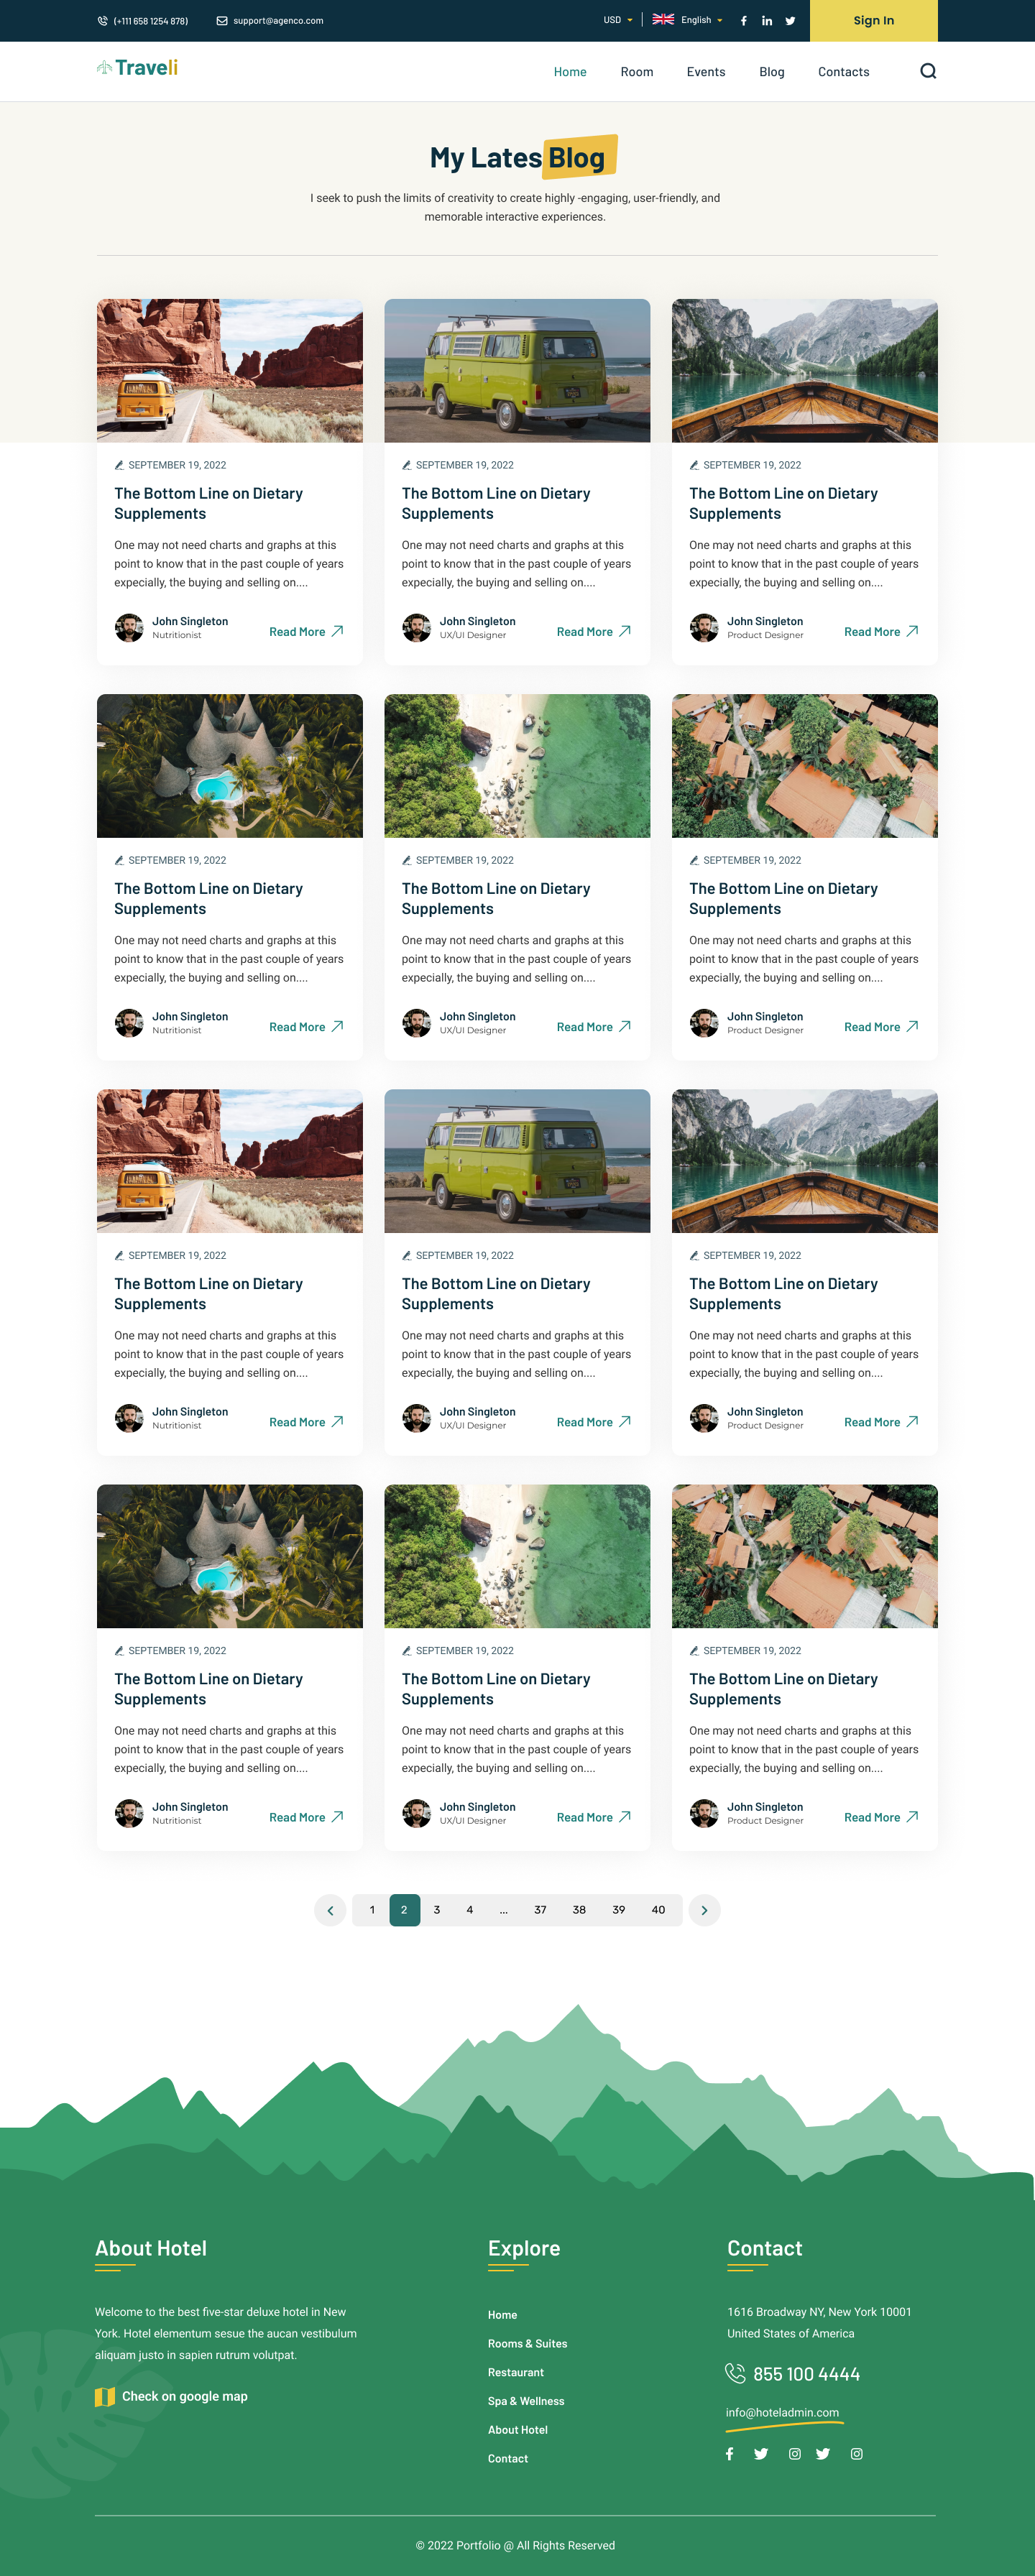 (+111 658 1254 878)
support@agenco.com
USD
English
Sign In
Traveli
Home
Room
Events
Blog
Contacts
My Lates Blog
I seek to push the limits of creativity to create highly -engaging, user-friendly, and
memorable interactive experiences.
SEPTEMBER 19, 2022
The Bottom Line on Dietary
Supplements
One may not need charts and graphs at this
point to know that in the past couple of years
expecially, the buying and selling on....
John Singleton
Nutritionist
Read More
SEPTEMBER 19, 2022
The Bottom Line on Dietary
Supplements
One may not need charts and graphs at this
point to know that in the past couple of years
expecially, the buying and selling on....
John Singleton
UX/UI Designer
Read More
SEPTEMBER 19, 2022
The Bottom Line on Dietary
Supplements
One may not need charts and graphs at this
point to know that in the past couple of years
expecially, the buying and selling on....
John Singleton
Product Designer
Read More
SEPTEMBER 19, 2022
The Bottom Line on Dietary
Supplements
One may not need charts and graphs at this
point to know that in the past couple of years
expecially, the buying and selling on....
John Singleton
Nutritionist
Read More
SEPTEMBER 19, 2022
The Bottom Line on Dietary
Supplements
One may not need charts and graphs at this
point to know that in the past couple of years
expecially, the buying and selling on....
John Singleton
UX/UI Designer
Read More
SEPTEMBER 19, 2022
The Bottom Line on Dietary
Supplements
One may not need charts and graphs at this
point to know that in the past couple of years
expecially, the buying and selling on....
John Singleton
Product Designer
Read More
SEPTEMBER 19, 2022
The Bottom Line on Dietary
Supplements
One may not need charts and graphs at this
point to know that in the past couple of years
expecially, the buying and selling on....
John Singleton
Nutritionist
Read More
SEPTEMBER 19, 2022
The Bottom Line on Dietary
Supplements
One may not need charts and graphs at this
point to know that in the past couple of years
expecially, the buying and selling on....
John Singleton
UX/UI Designer
Read More
SEPTEMBER 19, 2022
The Bottom Line on Dietary
Supplements
One may not need charts and graphs at this
point to know that in the past couple of years
expecially, the buying and selling on....
John Singleton
Product Designer
Read More
SEPTEMBER 19, 2022
The Bottom Line on Dietary
Supplements
One may not need charts and graphs at this
point to know that in the past couple of years
expecially, the buying and selling on....
John Singleton
Nutritionist
Read More
SEPTEMBER 19, 2022
The Bottom Line on Dietary
Supplements
One may not need charts and graphs at this
point to know that in the past couple of years
expecially, the buying and selling on....
John Singleton
UX/UI Designer
Read More
SEPTEMBER 19, 2022
The Bottom Line on Dietary
Supplements
One may not need charts and graphs at this
point to know that in the past couple of years
expecially, the buying and selling on....
John Singleton
Product Designer
Read More
1 2 3 4 ... 37 38 39 40
About Hotel
Welcome to the best five-star deluxe hotel in New
York. Hotel elementum sesue the aucan vestibulum
aliquam justo in sapien rutrum volutpat.
Check on google map
Explore
Home
Rooms & Suites
Restaurant
Spa & Wellness
About Hotel
Contact
Contact
1616 Broadway NY, New York 10001
United States of America
855 100 4444
info@hoteladmin.com
© 2022 Portfolio @ All Rights Reserved